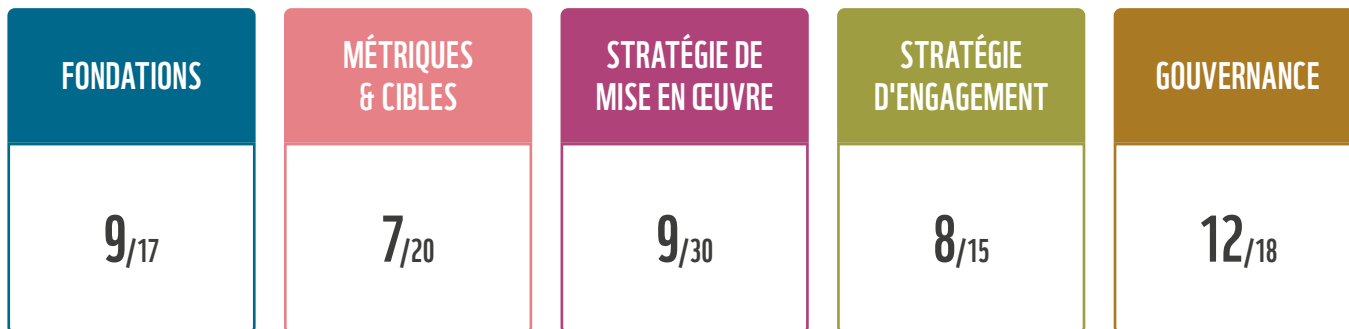 FONDATIONS
9/17
MÉTRIQUES
& CIBLES
7/20
STRATÉGIE DE
MISE EN ŒUVRE
9/30
STRATÉGIE
D'ENGAGEMENT
8/15
GOUVERNANCE
12/18